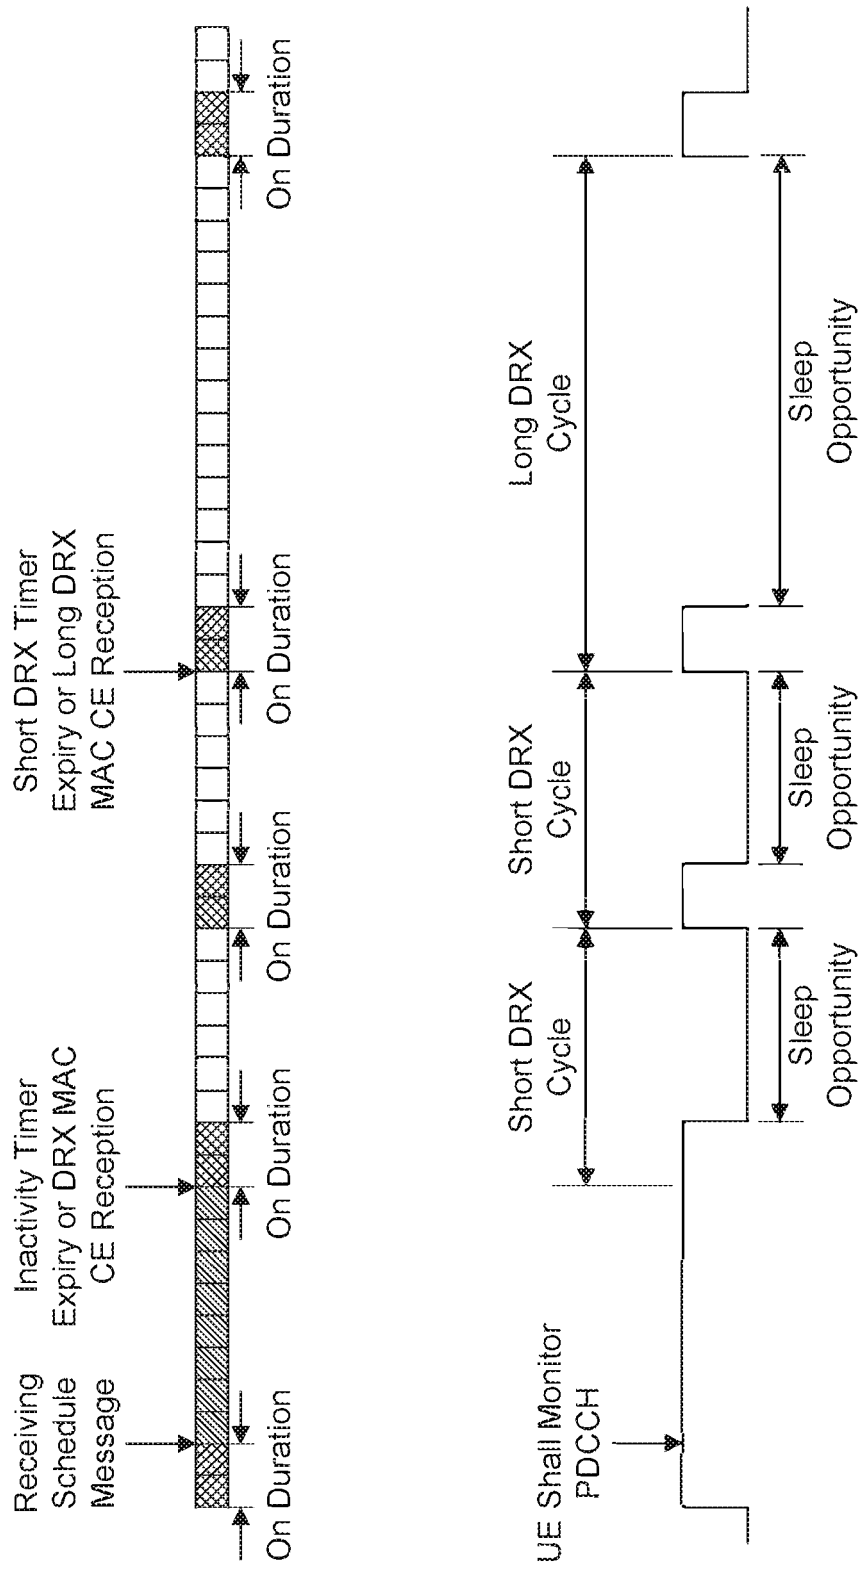 Receiving
Schedule
Message
Inactivity Timer
Expiry or DRX MAC
CE Reception
Short DRX Timer
Expiry or Long DRX
MAC CE Reception
On Duration
On Duration
On Duration
On Duration
On Duration
UE Shall Monitor
PDCCH
Short DRX
Cycle
Short DRX
Cycle
Long DRX
Cycle
Sleep
Opportunity
Sleep
Opportunity
Sleep
Opportunity